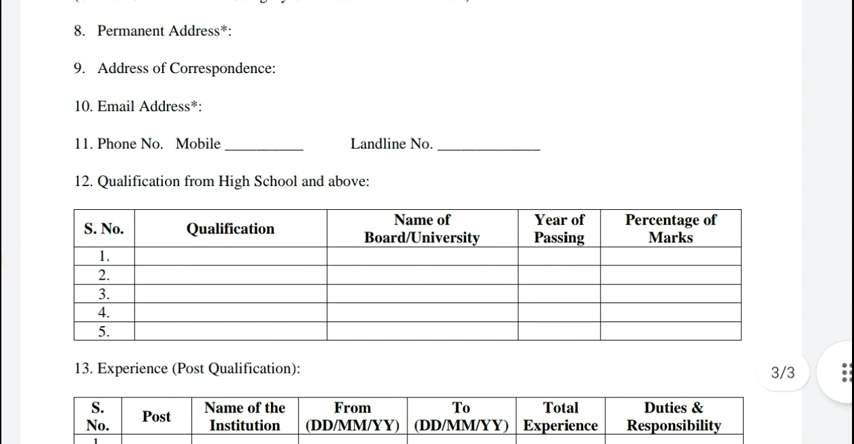 8. Permanent Address*:
9. Address of Correspondence:
10. Email Address*:
11. Phone No. Mobile __________ Landline No. _____________
12. Qualification from High School and above:
S. No. Qualification Name of Board/University Year of Passing Percentage of Marks
1.
2.
3.
4.
5.
13. Experience (Post Qualification):
3/3
S. No. Post Name of the Institution From (DD/MM/YY) To (DD/MM/YY) Total Experience Duties & Responsibility